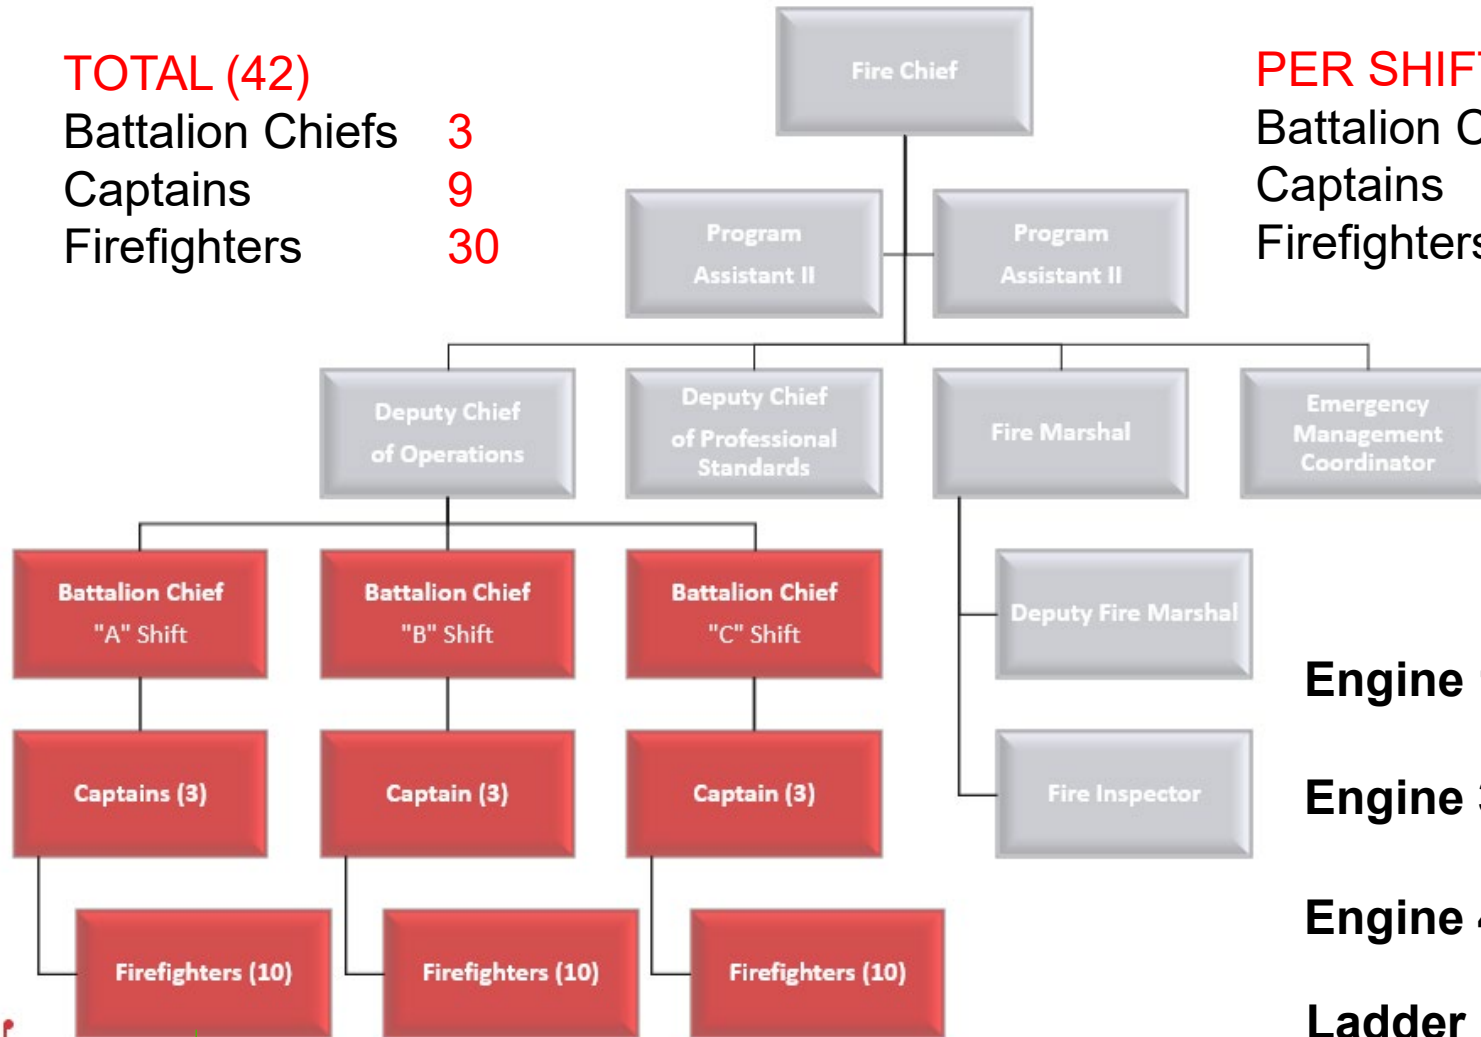 TOTAL (42)
Battalion Chiefs 3
Captains 9
Firefighters 30
PER SHIFT
Battalion C
Captains
Firefighters
Fire Chief
Program
Assistant II
Program
Assistant II
Deputy Chief
of Operations
Deputy Chief
of Professional
Standards
Fire Marshal
Emergency
Management
Coordinator
Battalion Chief
"A" Shift
Battalion Chief
"B" Shift
Battalion Chief
"C" Shift
Deputy Fire Marshal
Captains (3)
Captain (3)
Captain (3)
Fire Inspector
Firefighters (10)
Firefighters (10)
Firefighters (10)
Engine
Engine 3
Engine 4
Ladder